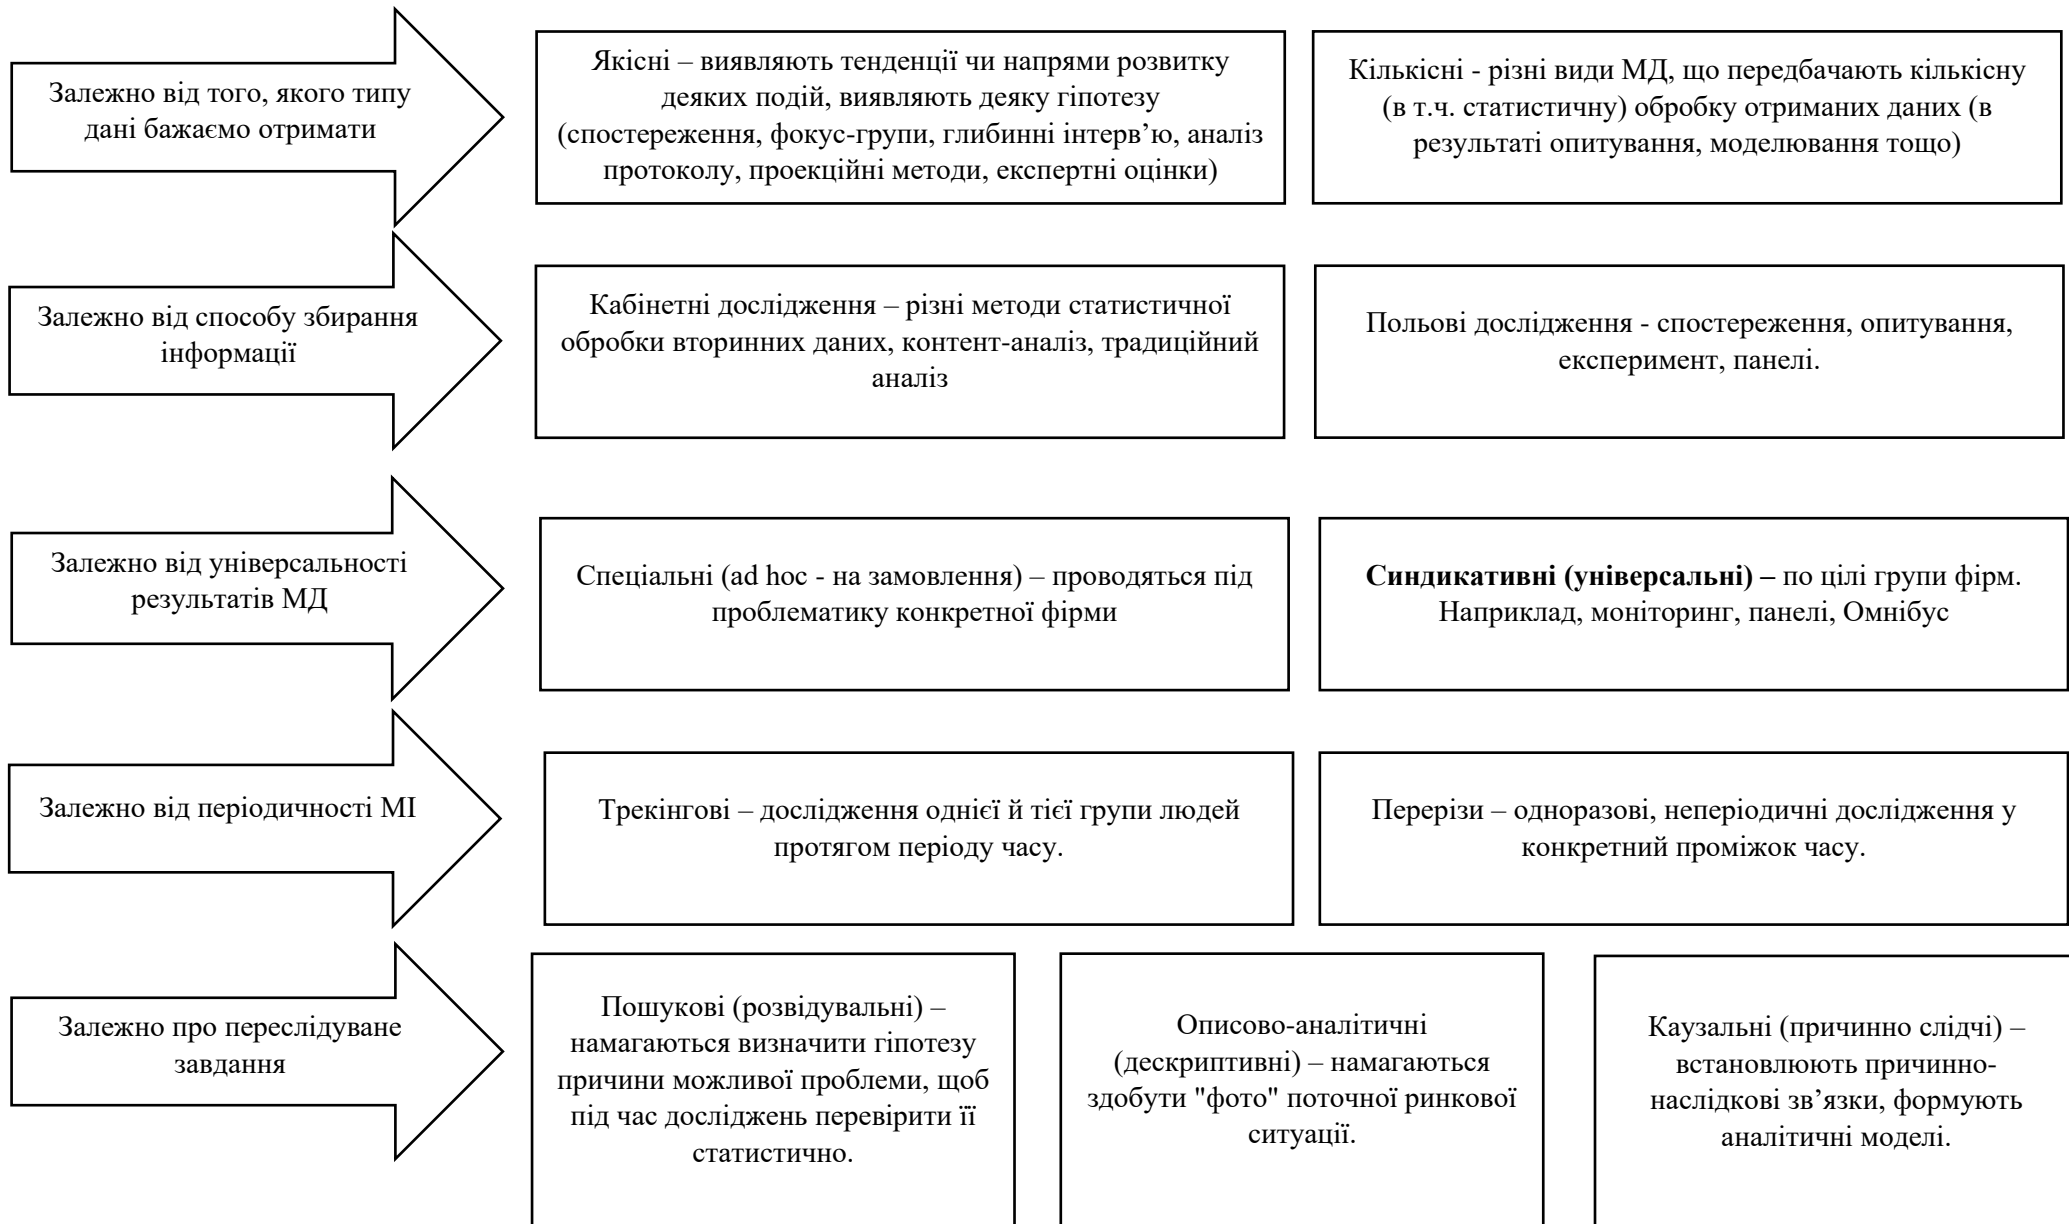 Залежно від того, якого типу
дані бажаємо отримати
Якісні – виявляють тенденції чи напрями розвитку
деяких подій, виявляють деяку гіпотезу
(спостереження, фокус-групи, глибинні інтерв’ю, аналіз
протоколу, проекційні методи, експертні оцінки)
Кількісні - різні види МД, що передбачають кількісну
(в т.ч. статистичну) обробку отриманих даних (в
результаті опитування, моделювання тощо)
Залежно від способу збирання
інформації
Кабінетні дослідження – різні методи статистичної
обробки вторинних даних, контент-аналіз, традиційний
аналіз
Польові дослідження - спостереження, опитування,
експеримент, панелі.
Залежно від універсальності
результатів МД
Спеціальні (ad hoc - на замовлення) – проводяться під
проблематику конкретної фірми
Синдикативні (універсальні) – по цілі групи фірм.
Наприклад, моніторинг, панелі, Омнібус
Залежно від періодичності МІ
Трекінгові – дослідження однієї й тієї групи людей
протягом періоду часу.
Перерізи – одноразові, неперіодичні дослідження у
конкретний проміжок часу.
Залежно про переслідуване
завдання
Пошукові (розвідувальні) –
намагаються визначити гіпотезу
причини можливої проблеми, щоб
під час досліджень перевірити її
статистично.
Описово-аналітичні
(дескриптивні) – намагаються
здобути "фото" поточної ринкової
ситуації.
Каузальні (причинно слідчі) –
встановлюють причинно-
наслідкові зв’язки, формують
аналітичні моделі.